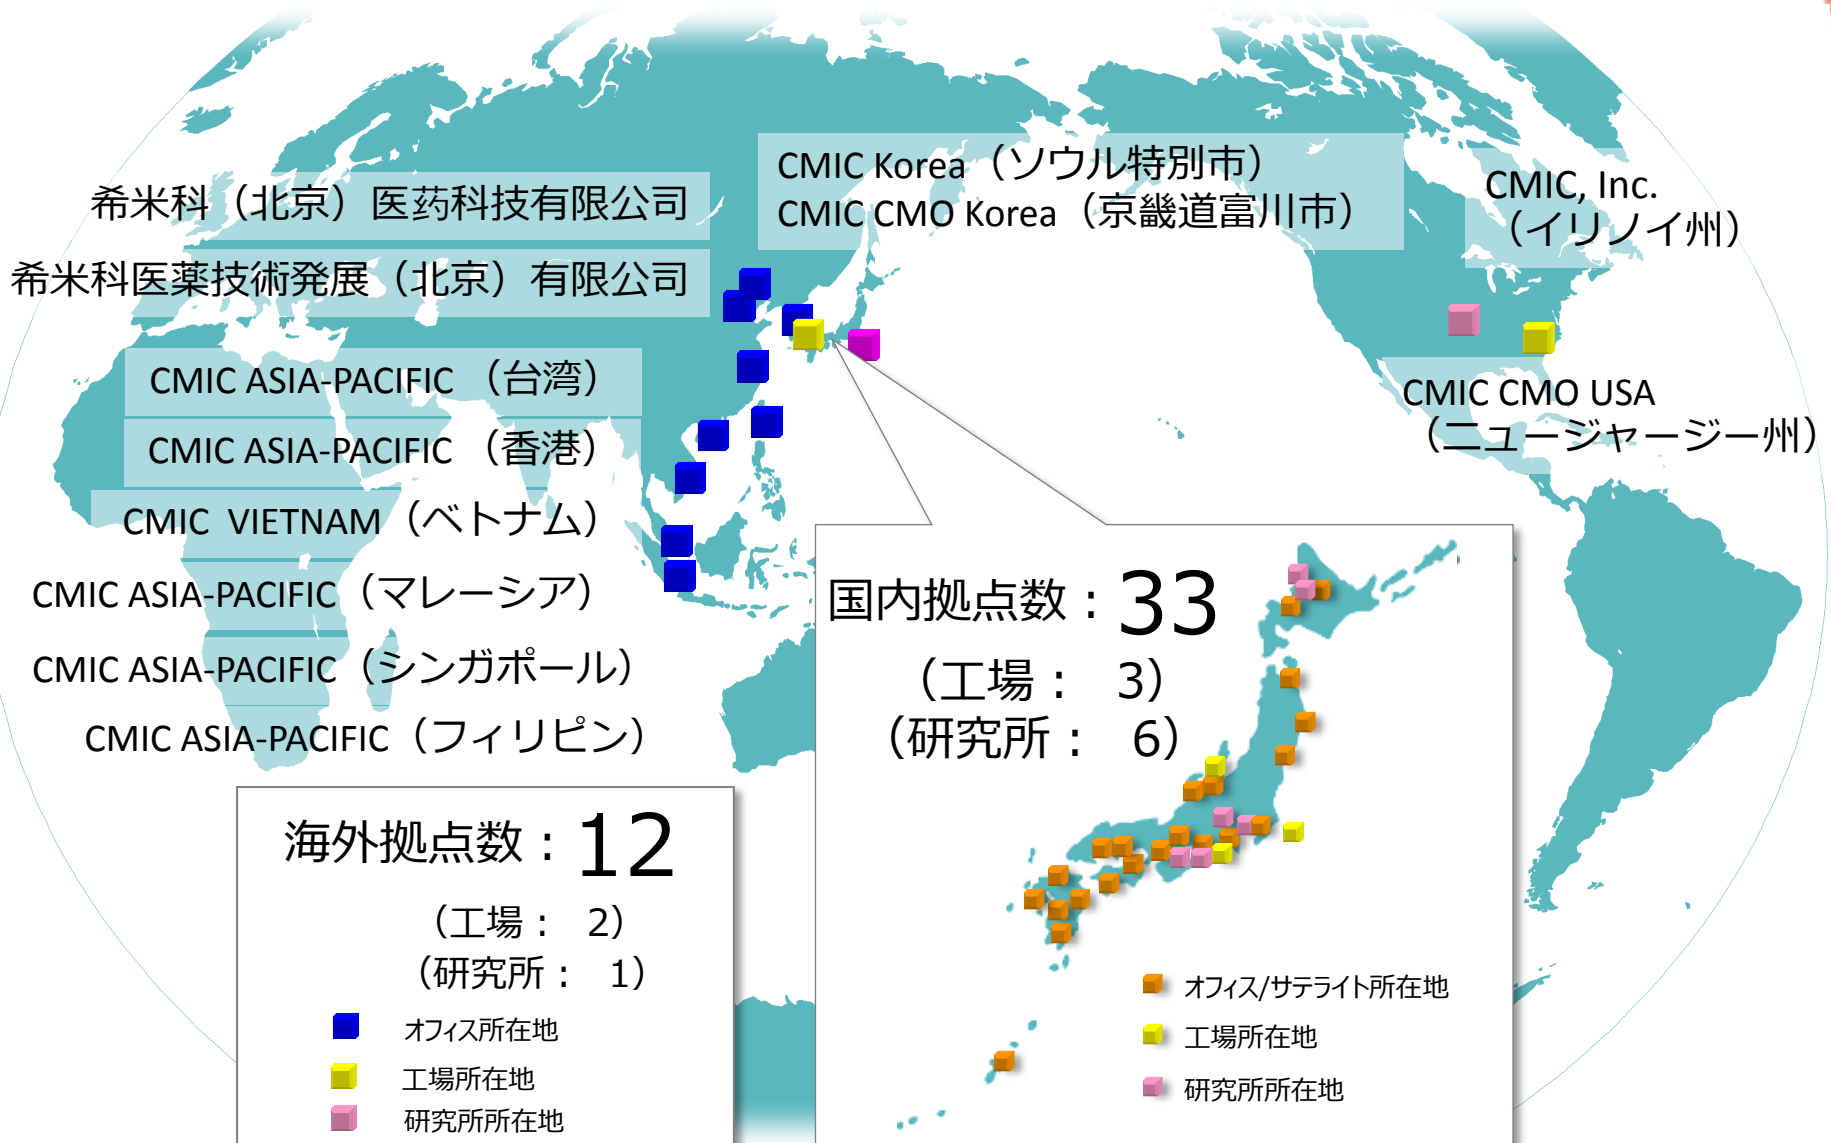 希米科（北京）医药科技有限公司
希米科医薬技術発展（北京）有限公司
CMIC Korea（ソウル特別市）
CMIC CMO Korea（京畿道富川市）
CMIC, Inc.
（イリノイ州）
CMIC CMO USA
（ニュージャージー州）
CMIC ASIA-PACIFIC （台湾）
CMIC ASIA-PACIFIC （香港）
CMIC VIETNAM（ベトナム）
CMIC ASIA-PACIFIC（マレーシア）
CMIC ASIA-PACIFIC（シンガポール）
CMIC ASIA-PACIFIC（フィリピン）
海外拠点数：12
（工場： 2）
（研究所： 1）
オフィス所在地
工場所在地
研究所所在地
国内拠点数：33
（工場： 3）
（研究所： 6）
オフィス/サテライト所在地
工場所在地
研究所所在地